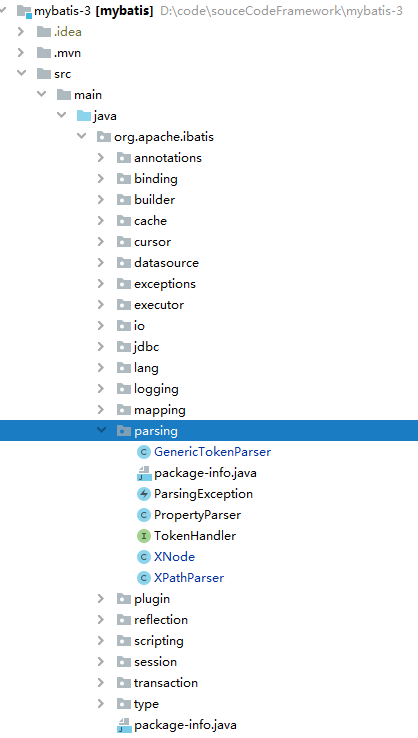 mybatis-3 [mybatis] D:\code\souceCodeFramework\mybatis-3
.idea
.mvn
src
main
java
org.apache.ibatis
annotations
binding
builder
cache
cursor
datasource
exceptions
executor
io
jdbc
lang
logging
mapping
parsing
GenericTokenParser
package-info.java
ParsingException
PropertyParser
TokenHandler
XNode
XPathParser
plugin
reflection
scripting
session
transaction
type
package-info.java